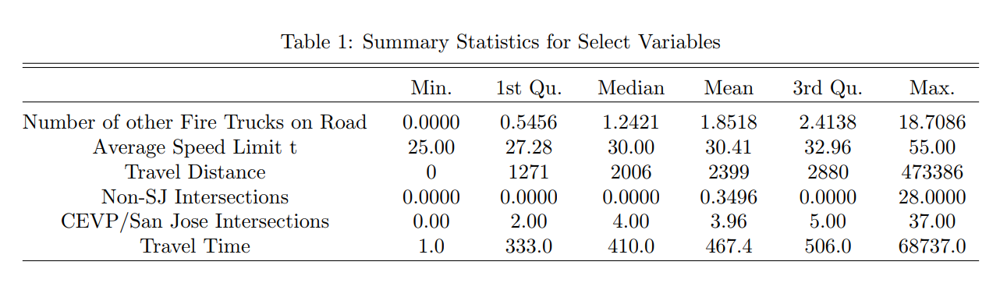 Table 1: Summary Statistics for Select Variables
Min. 1st Qu. Median Mean 3rd Qu. Max.
Number of other Fire Trucks on Road 0.0000 0.5456 1.2421 1.8518 2.4138 18.7086
Average Speed Limit t 25.00 27.28 30.00 30.41 32.96 55.00
Travel Distance 0 1271 2006 2399 2880 473386
Non-SJ Intersections 0.0000 0.0000 0.0000 0.3496 0.0000 28.0000
CEVP/San Jose Intersections 0.00 2.00 4.00 3.96 5.00 37.00
Travel Time 1.0 333.0 410.0 467.4 506.0 68737.0